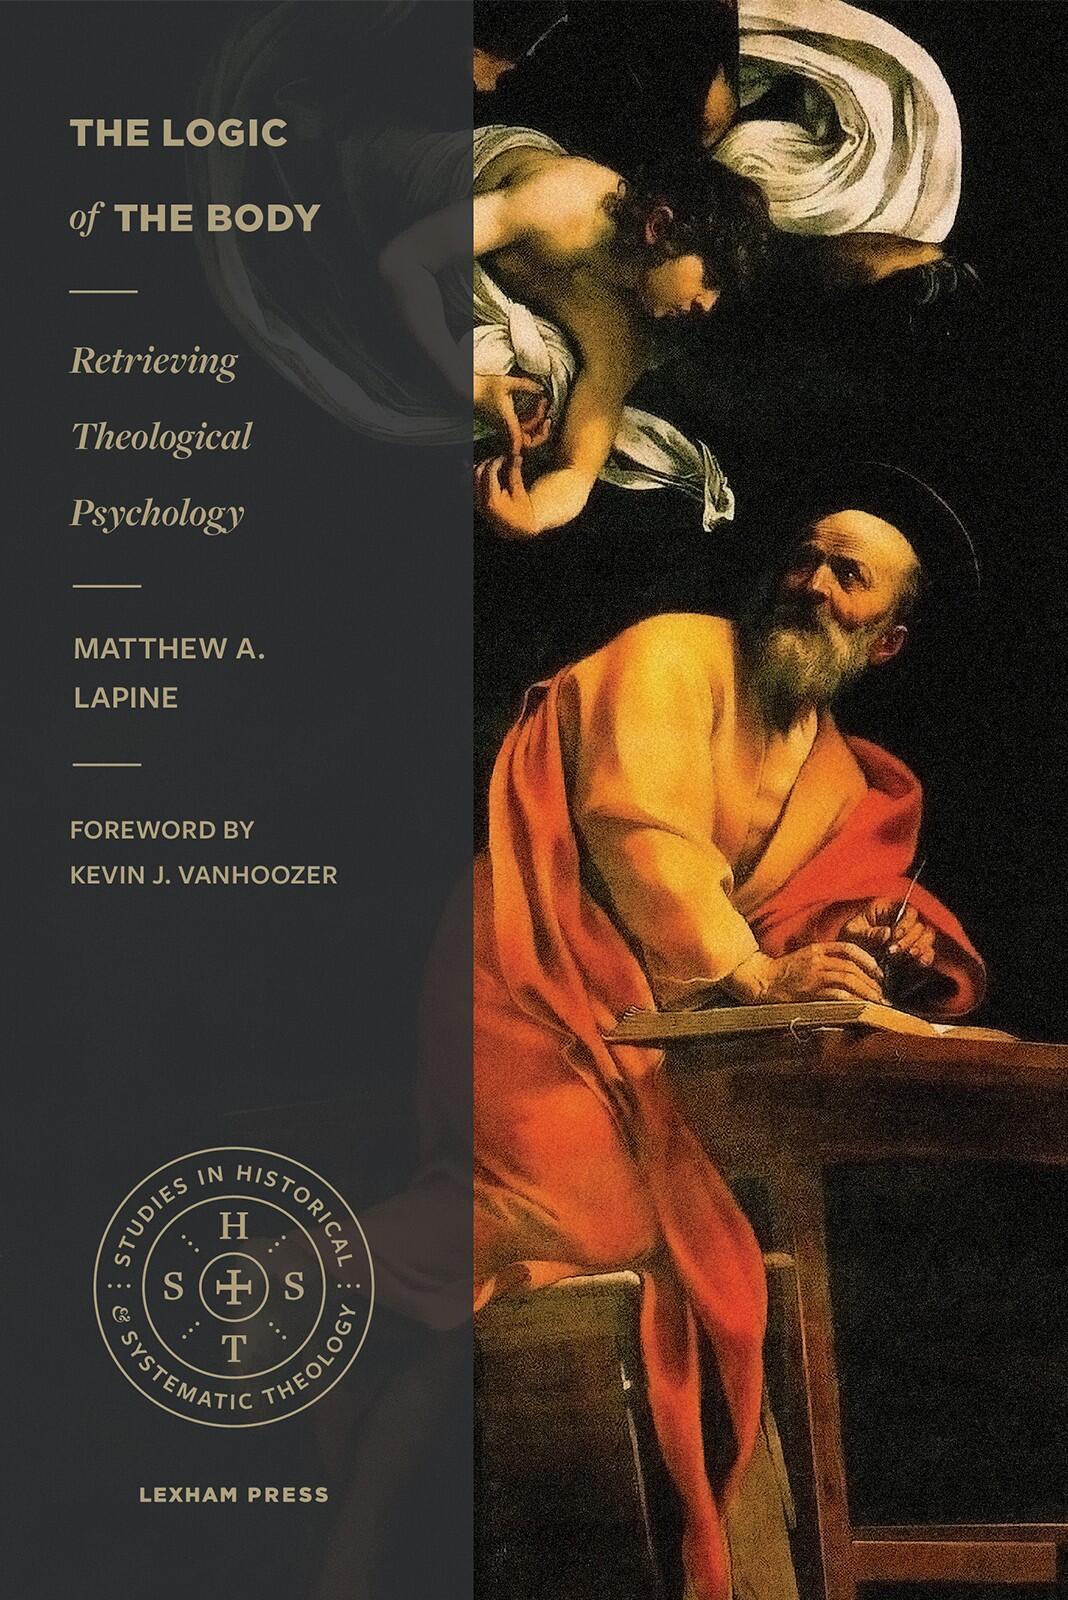 THE LOGIC
of THE BODY
Retrieving
Theological
Psychology
MATTHEW A.
LAPINE
FOREWORD BY
KEVIN J. VANHOOZER
STUDIES IN HISTORICAL
& SYSTEMATIC THEOLOGY
H
S S
T
LEXHAM PRESS